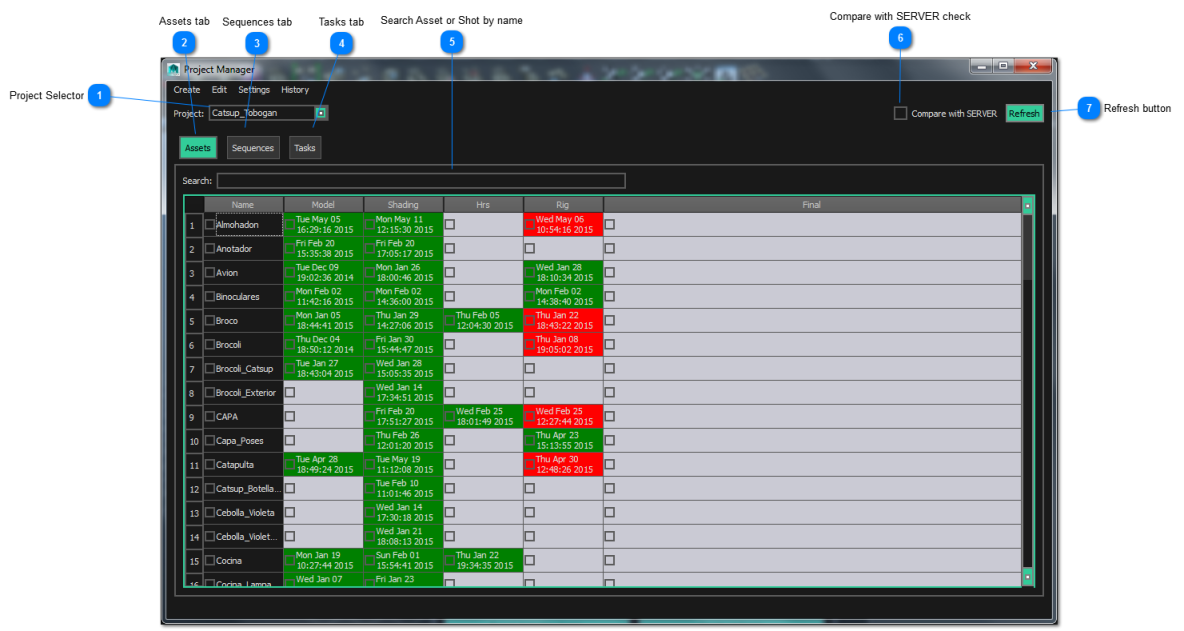 Assets tab
Sequences tab
Tasks tab
Search Asset or Shot by name
Compare with SERVER check
2
3
4
5
6
Project Manager
Create Edit Settings History
Project Selector 1
Project: Catsup_Tobogan
Compare with SERVER Refresh
7 Refresh button
Assets Sequences Tasks
Search:
Name Model Shading Hrs Rig Final
1 Almohadon Tue May 05 16:29:16 2015 Mon May 11 12:15:30 2015 Wed May 06 10:54:16 2015
2 Anotador Fri Feb 20 15:35:38 2015 Fri Feb 20 17:05:17 2015
3 Avion Tue Dec 09 19:02:36 2014 Mon Jan 26 18:00:46 2015 Wed Jan 28 18:10:34 2015
4 Binoculares Mon Feb 02 11:42:16 2015 Mon Feb 02 14:36:00 2015 Mon Feb 02 14:38:40 2015
5 Broco Mon Jan 05 18:44:41 2015 Thu Jan 29 14:27:06 2015 Thu Feb 05 12:04:30 2015 Thu Jan 22 18:43:22 2015
6 Brocoli Thu Dec 04 18:50:12 2014 Fri Jan 30 15:44:47 2015 Thu Jan 08 19:05:02 2015
7 Brocoli_Catsup Tue Jan 27 18:43:04 2015 Wed Jan 28 15:05:35 2015
8 Brocoli_Exterior Wed Jan 14 17:34:51 2015
9 CAPA Fri Feb 20 17:51:27 2015 Wed Feb 25 18:01:49 2015 Wed Feb 25 12:27:44 2015
10 Capa_Poses Thu Feb 26 12:01:20 2015 Thu Apr 23 15:13:55 2015
11 Catapulta Tue Apr 28 18:49:24 2015 Tue May 19 11:12:08 2015 Thu Apr 30 12:48:26 2015
12 Catsup_Botella... Tue Feb 10 11:01:46 2015
13 Cebolla_Violeta Wed Jan 14 17:30:18 2015
14 Cebolla_Violet... Wed Jan 21 18:08:13 2015
15 Cocina Mon Jan 19 10:27:44 2015 Sun Feb 01 15:54:41 2015 Thu Jan 22 19:34:35 2015
16 Cocina_Lampa Wed Jan 07 Fri Jan 23